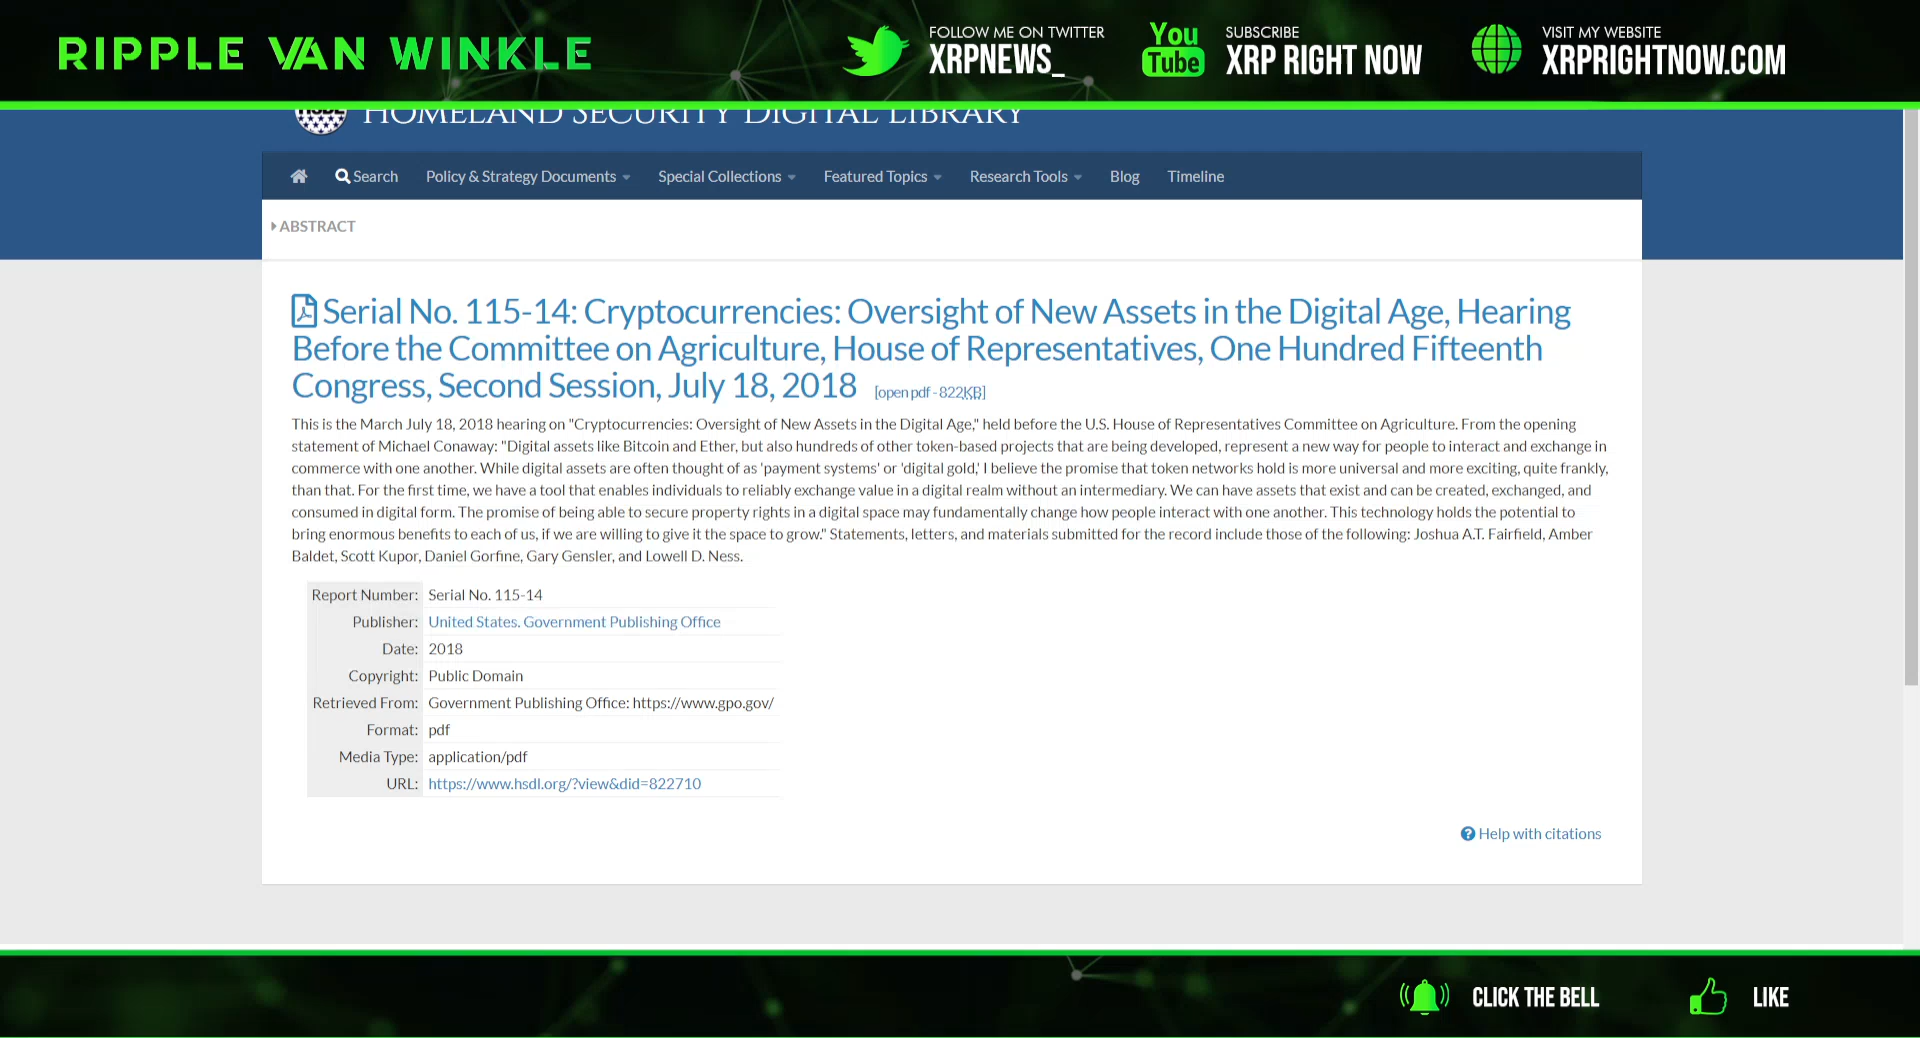 RIPPLE VAN WINKLE
FOLLOW ME ON TWITTER
XRPNEWS_
You
Tube
SUBSCRIBE
XRP RIGHT NOW
VISIT MY WEBSITE
XRPRIGHTNOW.COM
HOMELAND SECURITY DIGITAL LIBRARY
Search Policy & Strategy Documents Special Collections Featured Topics Research Tools Blog Timeline
ABSTRACT
Serial No. 115-14: Cryptocurrencies: Oversight of New Assets in the Digital Age, Hearing
Before the Committee on Agriculture, House of Representatives, One Hundred Fifteenth
Congress, Second Session, July 18, 2018 [open pdf - 822KB]
This is the March July 18, 2018 hearing on "Cryptocurrencies: Oversight of New Assets in the Digital Age," held before the U.S. House of Representatives Committee on Agriculture. From the opening
statement of Michael Conaway: "Digital assets like Bitcoin and Ether, but also hundreds of other token-based projects that are being developed, represent a new way for people to interact and exchange in
commerce with one another. While digital assets are often thought of as 'payment systems' or 'digital gold,' I believe the promise that token networks hold is more universal and more exciting, quite frankly,
than that. For the first time, we have a tool that enables individuals to reliably exchange value in a digital realm without an intermediary. We can have assets that exist and can be created, exchanged, and
consumed in digital form. The promise of being able to secure property rights in a digital space may fundamentally change how people interact with one another. This technology holds the potential to
bring enormous benefits to each of us, if we are willing to give it the space to grow." Statements, letters, and materials submitted for the record include those of the following: Joshua A.T. Fairfield, Amber
Baldet, Scott Kupor, Daniel Gorfine, Gary Gensler, and Lowell D. Ness.
Report Number: Serial No. 115-14
Publisher: United States. Government Publishing Office
Date: 2018
Copyright: Public Domain
Retrieved From: Government Publishing Office: https://www.gpo.gov/
Format: pdf
Media Type: application/pdf
URL: https://www.hsdl.org/?view&did=822710
Help with citations
CLICK THE BELL
LIKE